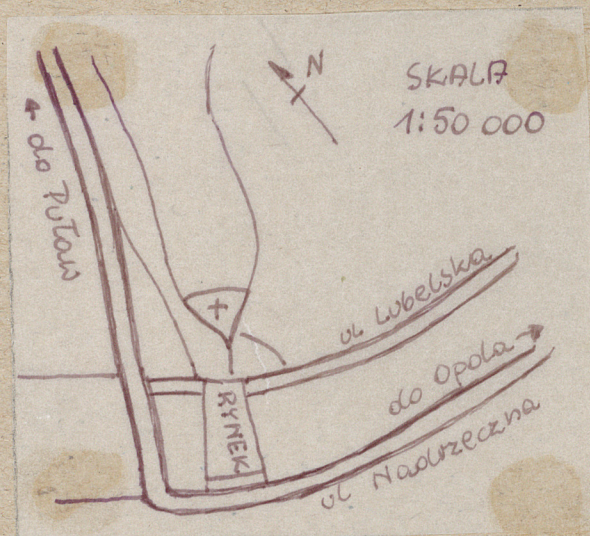 N
SKALA
1:50 000
do Puław
+
ul. Lubelska
do Opola
RYNEK
ul. Nadrzeczna